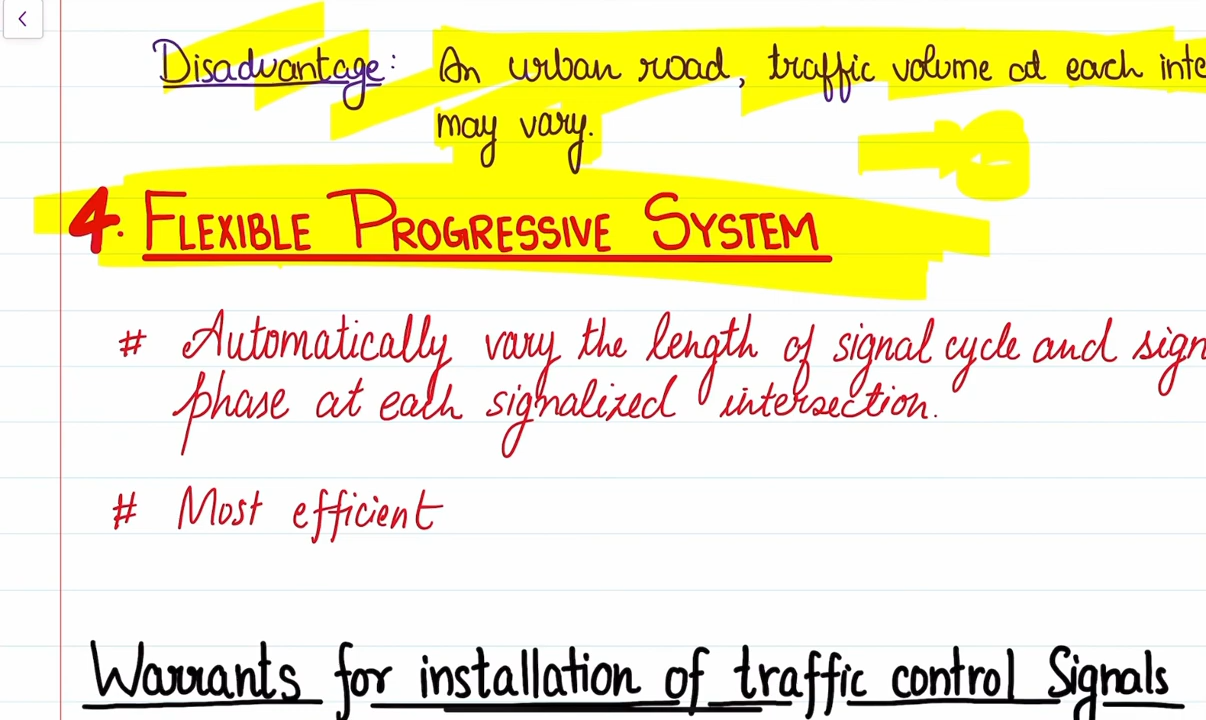 Disadvantage: On urban road, traffic volume at each inte
may vary.
4. FLEXIBLE PROGRESSIVE SYSTEM
# Automatically vary the length of signal cycle and sign
phase at each signalized intersection.
# Most efficient
Warrants for installation of traffic control Signals